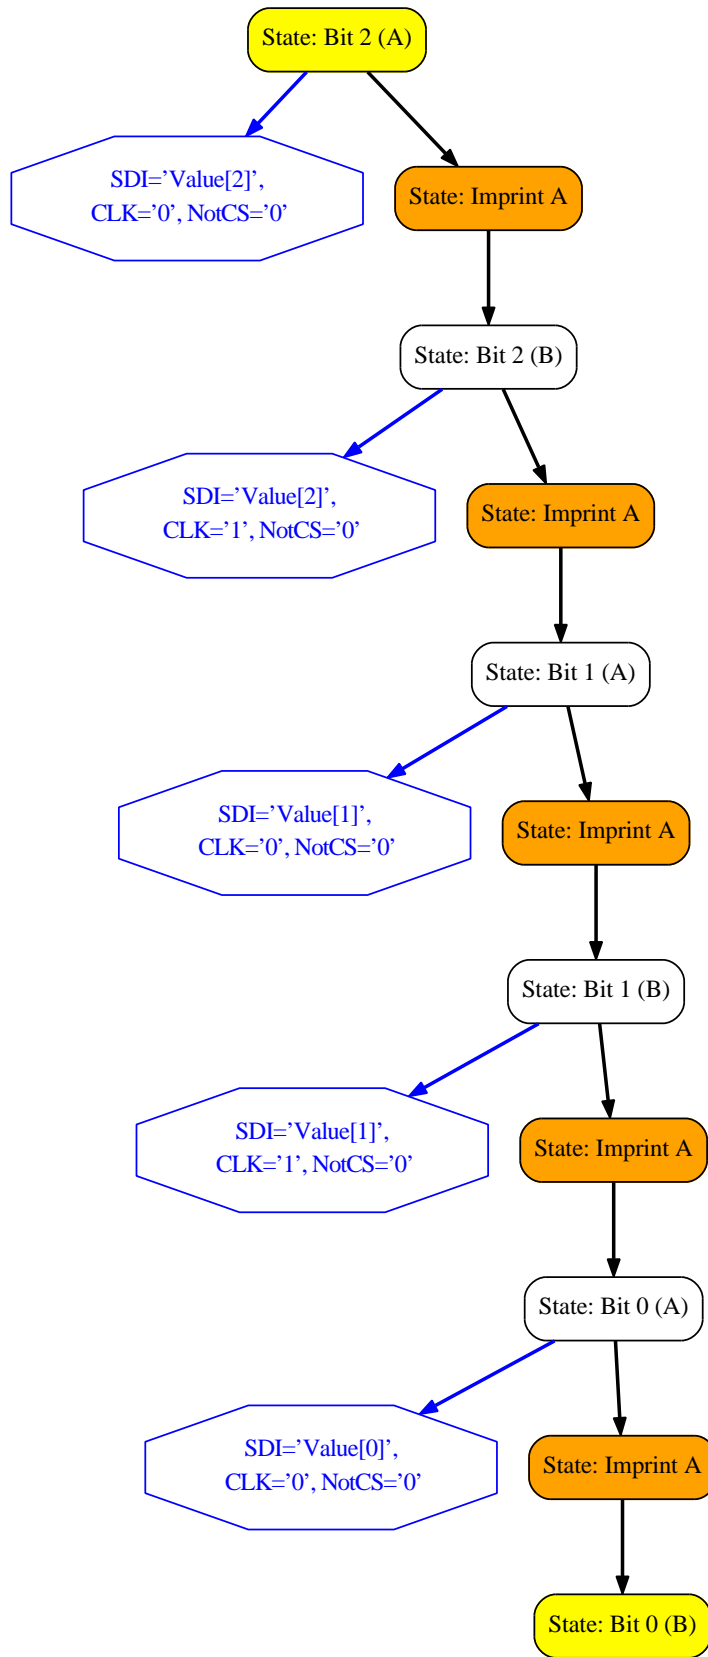 State: Bit 2 (A)
SDI=’Value[2]’,
CLK=’0’, NotCS=’0’
State: Imprint A
State: Bit 2 (B)
SDI=’Value[2]’,
CLK=’1’, NotCS=’0’
State: Imprint A
State: Bit 1 (A)
SDI=’Value[1]’,
CLK=’0’, NotCS=’0’
State: Imprint A
State: Bit 1 (B)
SDI=’Value[1]’,
CLK=’1’, NotCS=’0’
State: Imprint A
State: Bit 0 (A)
SDI=’Value[0]’,
CLK=’0’, NotCS=’0’
State: Imprint A
State: Bit 0 (B)